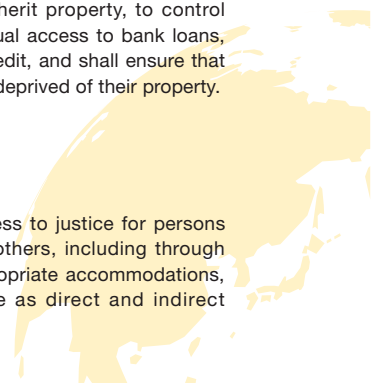 herit property, to control
ual access to bank loans,
edit, and shall ensure that
deprived of their property.
ess to justice for persons
others, including through
opriate accommodations,
e as direct and indirect